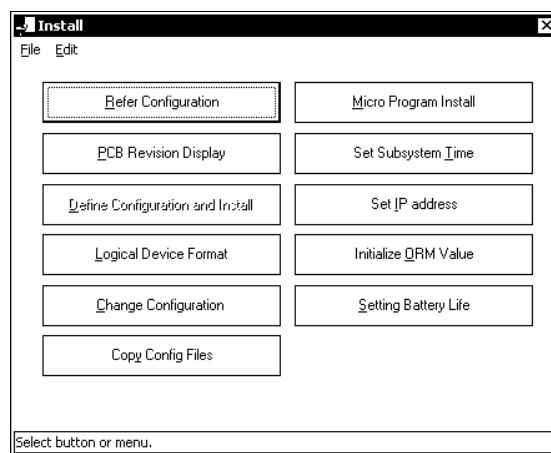 Install
File Edit
Refer Configuration
Micro Program Install
PCB Revision Display
Set Subsystem Time
Define Configuration and Install
Set IP address
Logical Device Format
Initialize ORM Value
Change Configuration
Setting Battery Life
Copy Config Files
Select button or menu.